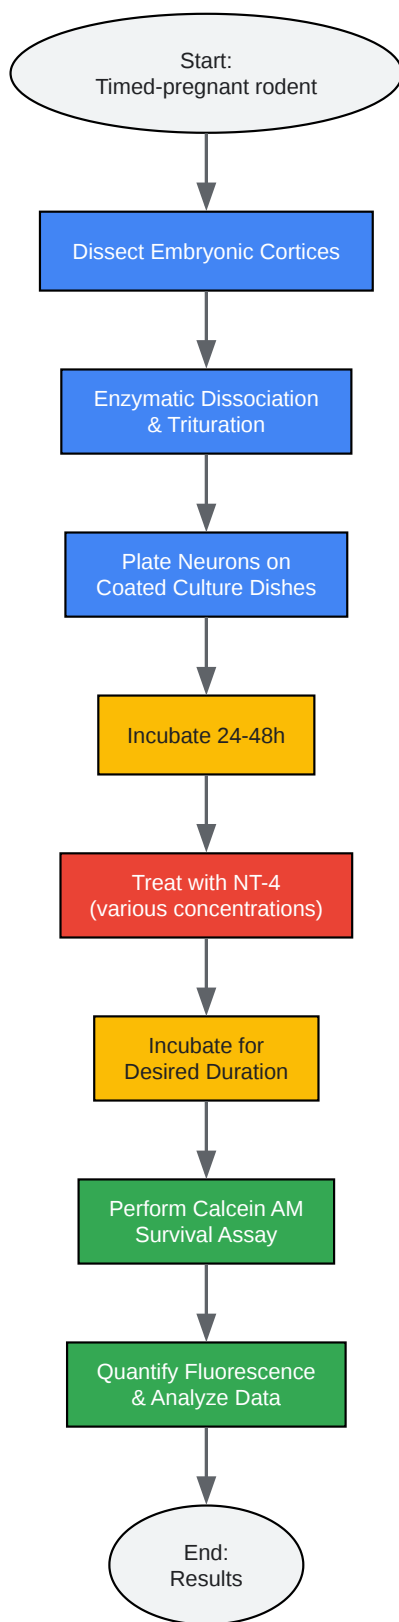 Start:
Timed-pregnant rodent
Dissect Embryonic Cortices
Enzymatic Dissociation
& Trituration
Plate Neurons on
Coated Culture Dishes
Incubate 24-48h
Treat with NT-4
(various concentrations)
Incubate for
Desired Duration
Perform Calcein AM
Survival Assay
Quantify Fluorescence
& Analyze Data
End:
Results